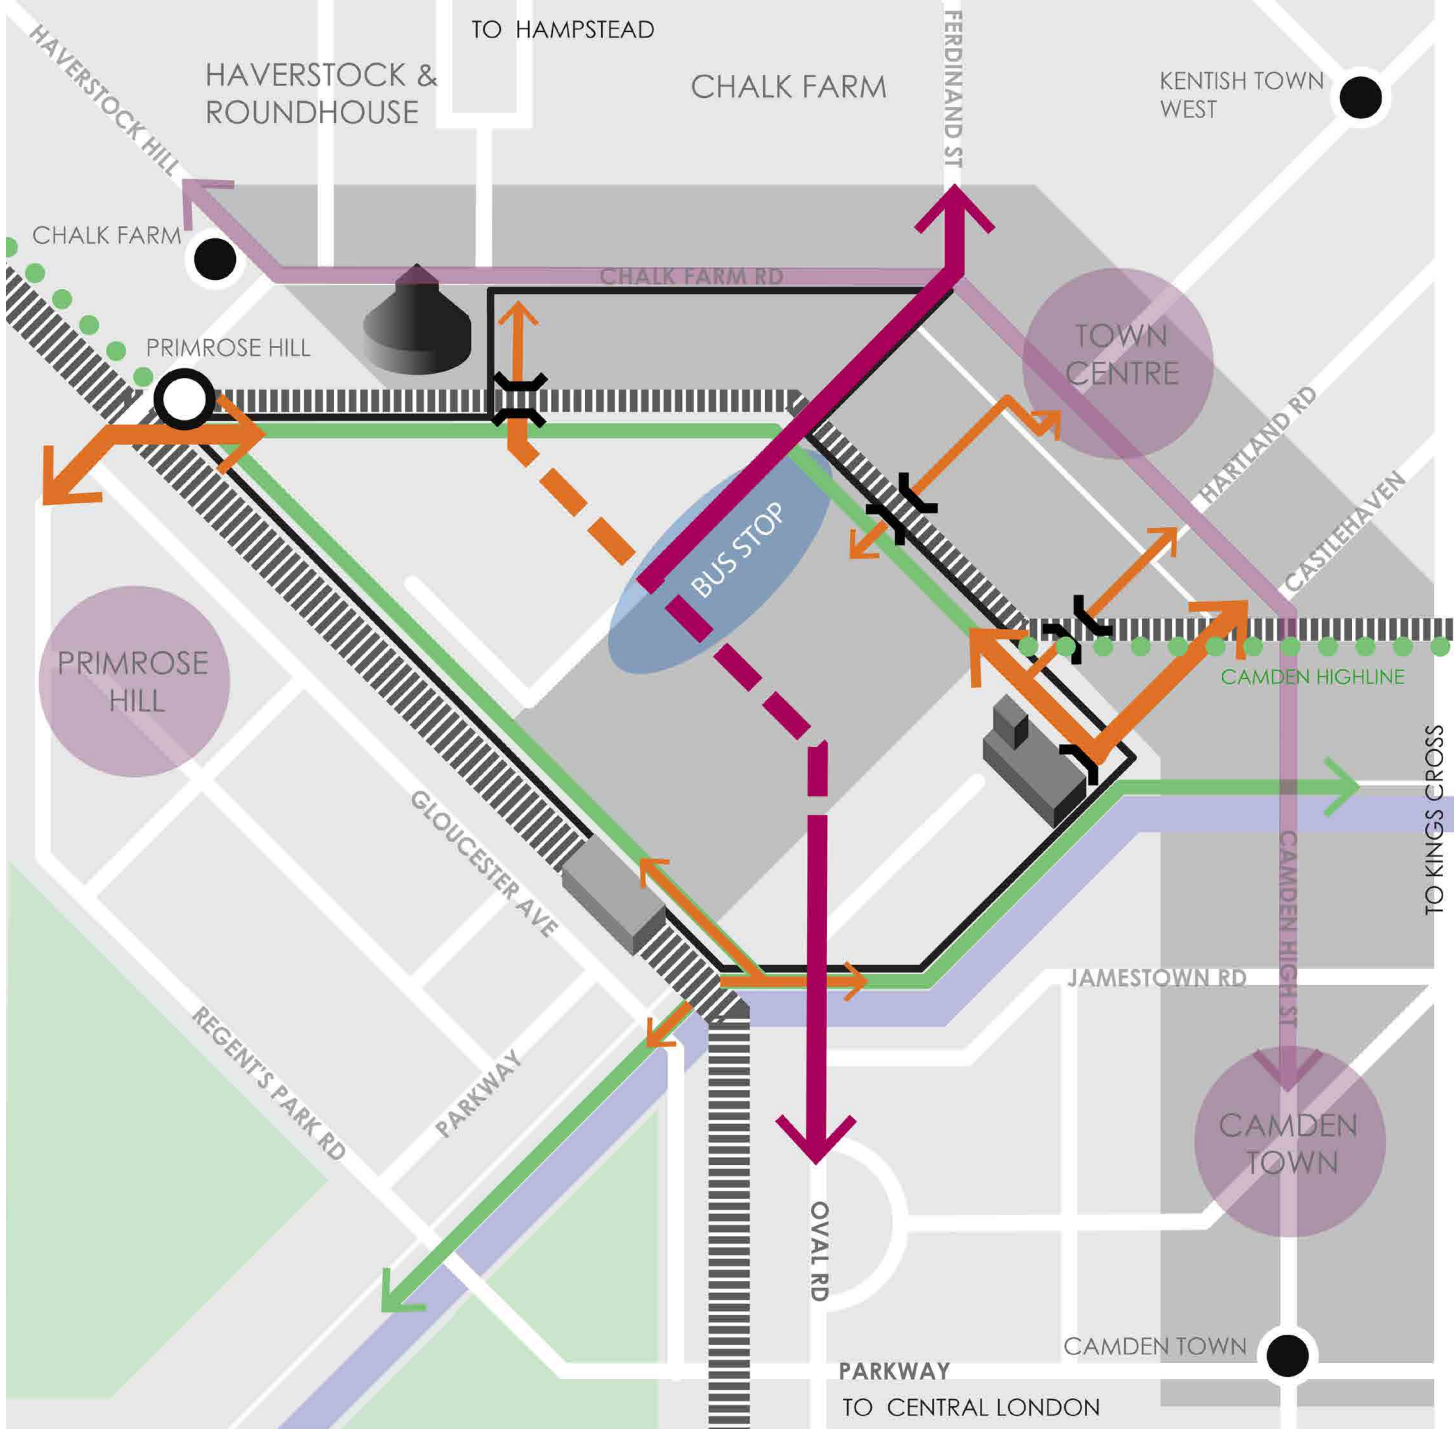 TO HAMPSTEAD
FERDINAND ST
HAVERSTOCK HILL
HAVERSTOCK &
ROUNDHOUSE
CHALK FARM
KENTISH TOWN
WEST
CHALK FARM
CHALK FARM RD
PRIMROSE HILL
TOWN
CENTRE
HARTLAND RD
CASTLEHAVEN
BUS STOP
PRIMROSE
HILL
CAMDEN HIGHLINE
TO KINGS CROSS
GLOUCESTER AVE
CAMDEN HIGH ST
JAMESTOWN RD
REGENT'S PARK RD
PARKWAY
CAMDEN
TOWN
OVAL RD
CAMDEN TOWN
PARKWAY
TO CENTRAL LONDON